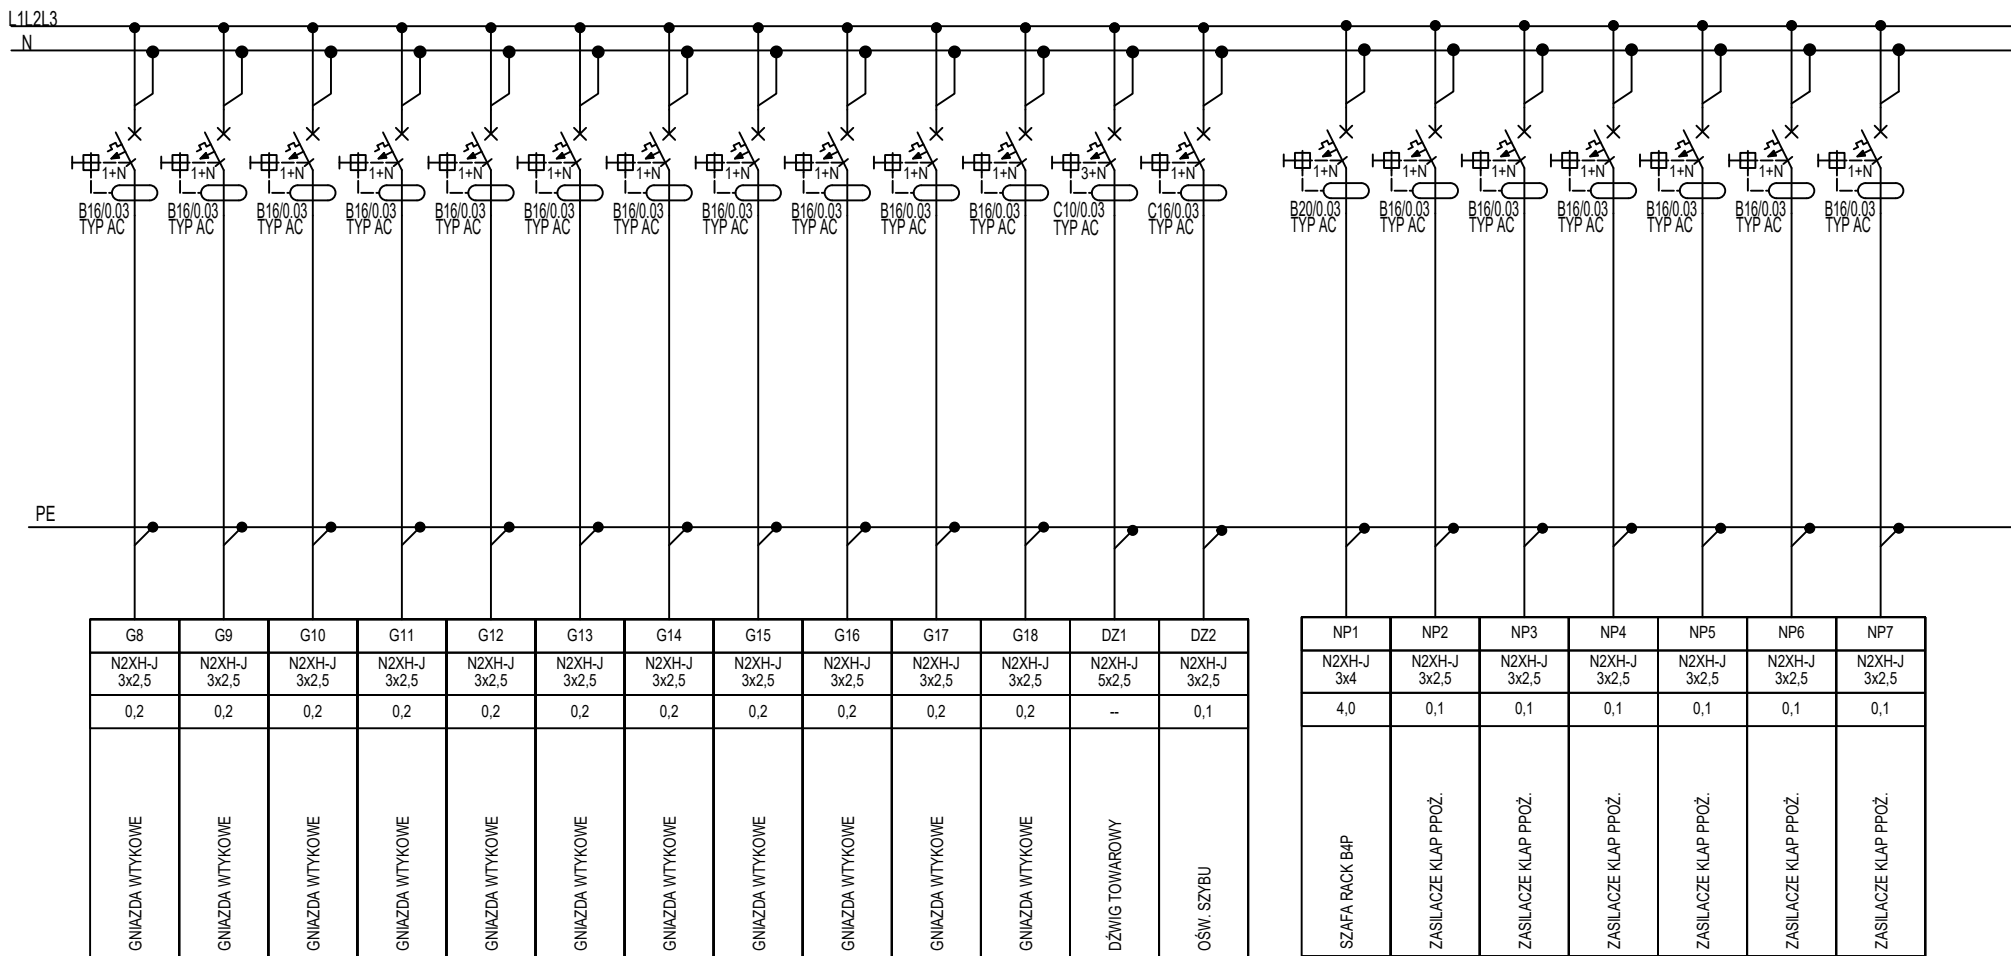 L1L2L3
N
1+N 1+N 1+N 1+N 1+N 1+N 1+N 1+N 1+N 1+N 1+N 3+N 1+N 1+N 1+N 1+N 1+N 1+N 1+N 1+N
B16/0.03 B16/0.03 B16/0.03 B16/0.03 B16/0.03 B16/0.03 B16/0.03 B16/0.03 B16/0.03 B16/0.03 B16/0.03 C10/0.03 C16/0.03 B20/0.03 B16/0.03 B16/0.03 B16/0.03 B16/0.03 B16/0.03 B16/0.03
TYP AC TYP AC TYP AC TYP AC TYP AC TYP AC TYP AC TYP AC TYP AC TYP AC TYP AC TYP AC TYP AC TYP AC TYP AC TYP AC TYP AC TYP AC TYP AC TYP AC
PE
G8 G9 G10 G11 G12 G13 G14 G15 G16 G17 G18 DZ1 DZ2 NP1 NP2 NP3 NP4 NP5 NP6 NP7
N2XH-J N2XH-J N2XH-J N2XH-J N2XH-J N2XH-J N2XH-J N2XH-J N2XH-J N2XH-J N2XH-J N2XH-J N2XH-J N2XH-J N2XH-J N2XH-J N2XH-J N2XH-J N2XH-J N2XH-J
3x2,5 3x2,5 3x2,5 3x2,5 3x2,5 3x2,5 3x2,5 3x2,5 3x2,5 3x2,5 3x2,5 5x2,5 3x2,5 3x4 3x2,5 3x2,5 3x2,5 3x2,5 3x2,5 3x2,5
0,2 0,2 0,2 0,2 0,2 0,2 0,2 0,2 0,2 0,2 0,2 -- 0,1 4,0 0,1 0,1 0,1 0,1 0,1 0,1
GNIAZDA WTYKOWE
GNIAZDA WTYKOWE
GNIAZDA WTYKOWE
GNIAZDA WTYKOWE
GNIAZDA WTYKOWE
GNIAZDA WTYKOWE
GNIAZDA WTYKOWE
GNIAZDA WTYKOWE
GNIAZDA WTYKOWE
GNIAZDA WTYKOWE
GNIAZDA WTYKOWE
DŹWIG TOWAROWY
OŚW. SZYBU
SZAFA RACK B4P
ZASILACZE KLAP PPOŻ.
ZASILACZE KLAP PPOŻ.
ZASILACZE KLAP PPOŻ.
ZASILACZE KLAP PPOŻ.
ZASILACZE KLAP PPOŻ.
ZASILACZE KLAP PPOŻ.